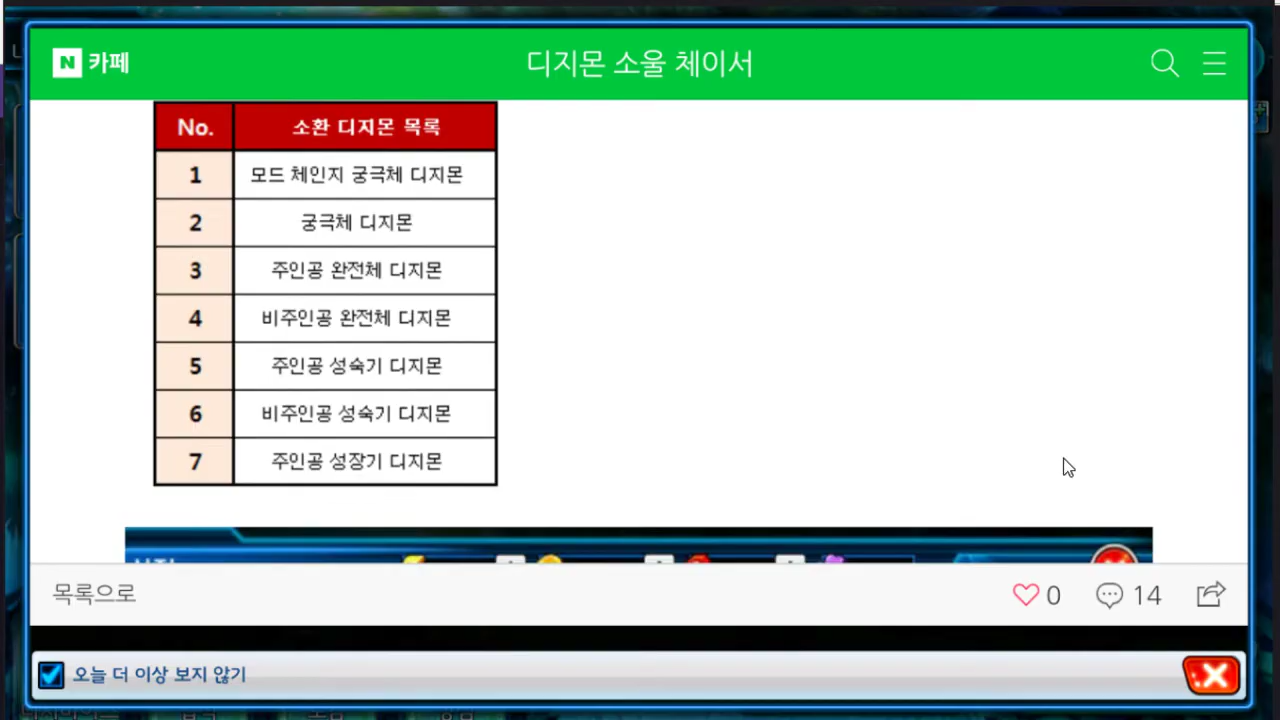 N 카페
디지몬 소울 체이서
No. 소환 디지몬 목록
1 모드 체인지 궁극체 디지몬
2 궁극체 디지몬
3 주인공 완전체 디지몬
4 비주인공 완전체 디지몬
5 주인공 성숙기 디지몬
6 비주인공 성숙기 디지몬
7 주인공 성장기 디지몬
목록으로
0
14
오늘 더 이상 보지 않기